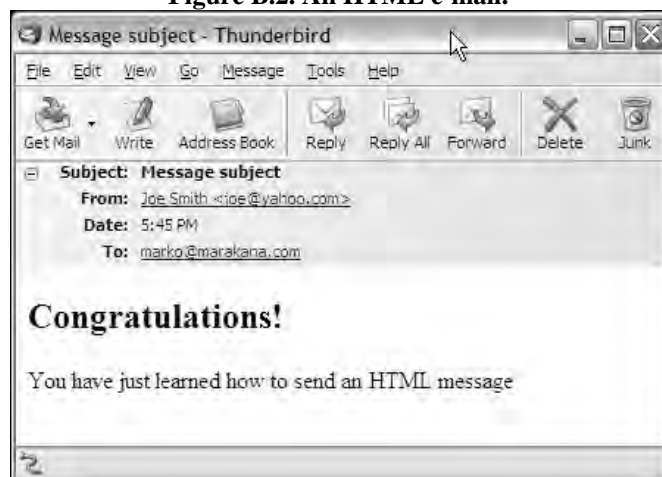 Figure B.2. An HTML e-mail.
Message subject - Thunderbird
File Edit View Go Message Tools Help
Get Mail Write Address Book Reply Reply All Forward Delete Junk
Subject: Message subject
From: Joe Smith <joe@yahoo.com>
Date: 5:45 PM
To: marko@marakana.com
Congratulations!
You have just learned how to send an HTML message